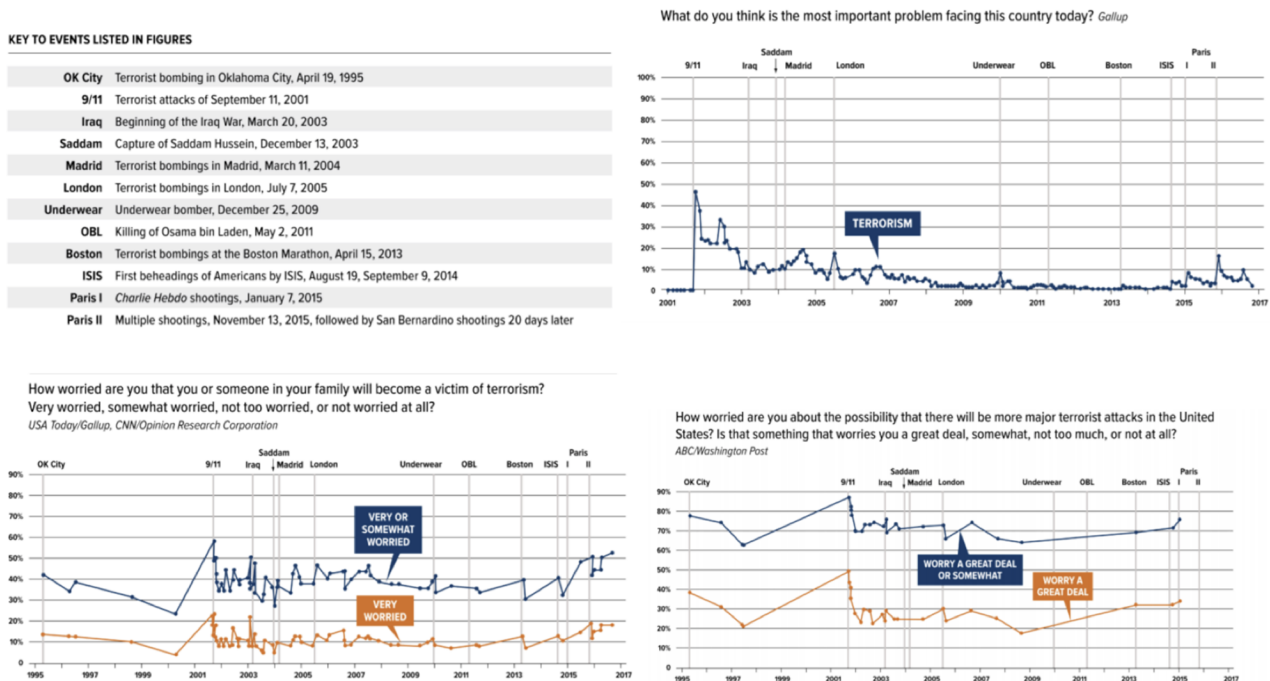 KEY TO EVENTS LISTED IN FIGURES
OK City Terrorist bombing in Oklahoma City, April 19, 1995
9/11 Terrorist attacks of September 11, 2001
Iraq Beginning of the Iraq War, March 20, 2003
Saddam Capture of Saddam Hussein, December 13, 2003
Madrid Terrorist bombings in Madrid, March 11, 2004
London Terrorist bombings in London, July 7, 2005
Underwear Underwear bomber, December 25, 2009
OBL Killing of Osama bin Laden, May 2, 2011
Boston Terrorist bombings at the Boston Marathon, April 15, 2013
ISIS First beheadings of Americans by ISIS, August 19, September 9, 2014
Paris I Charlie Hebdo shootings, January 7, 2015
Paris II Multiple shootings, November 13, 2015, followed by San Bernardino shootings 20 days later
What do you think is the most important problem facing this country today? Gallup
Saddam Paris
9/11 Iraq Madrid London Underwear OBL Boston ISIS I II
100%
90%
80%
70%
60%
50%
40%
30%
20%
10%
0
TERRORISM
2001 2003 2005 2007 2009 2011 2013 2015 2017
How worried are you that you or someone in your family will become a victim of terrorism?
Very worried, somewhat worried, not too worried, or not worried at all?
USA Today/Gallup, CNN/Opinion Research Corporation
Saddam Paris
OK City 9/11 Iraq Madrid London Underwear OBL Boston ISIS I II
90%
80%
70%
60%
50%
40%
30%
20%
10%
0
VERY OR
SOMEWHAT
WORRIED
VERY
WORRIED
1995 1997 1999 2001 2003 2005 2007 2009 2011 2013 2015 2017
How worried are you about the possibility that there will be more major terrorist attacks in the United
States? Is that something that worries you a great deal, somewhat, not too much, or not at all?
ABC/Washington Post
Saddam Paris
OK City 9/11 Iraq Madrid London Underwear OBL Boston ISIS I II
90%
80%
70%
60%
50%
40%
30%
20%
10%
0
WORRY A GREAT DEAL
OR SOMEWHAT
WORRY A
GREAT DEAL
1995 1997 1999 2001 2003 2005 2007 2009 2011 2013 2015 2017